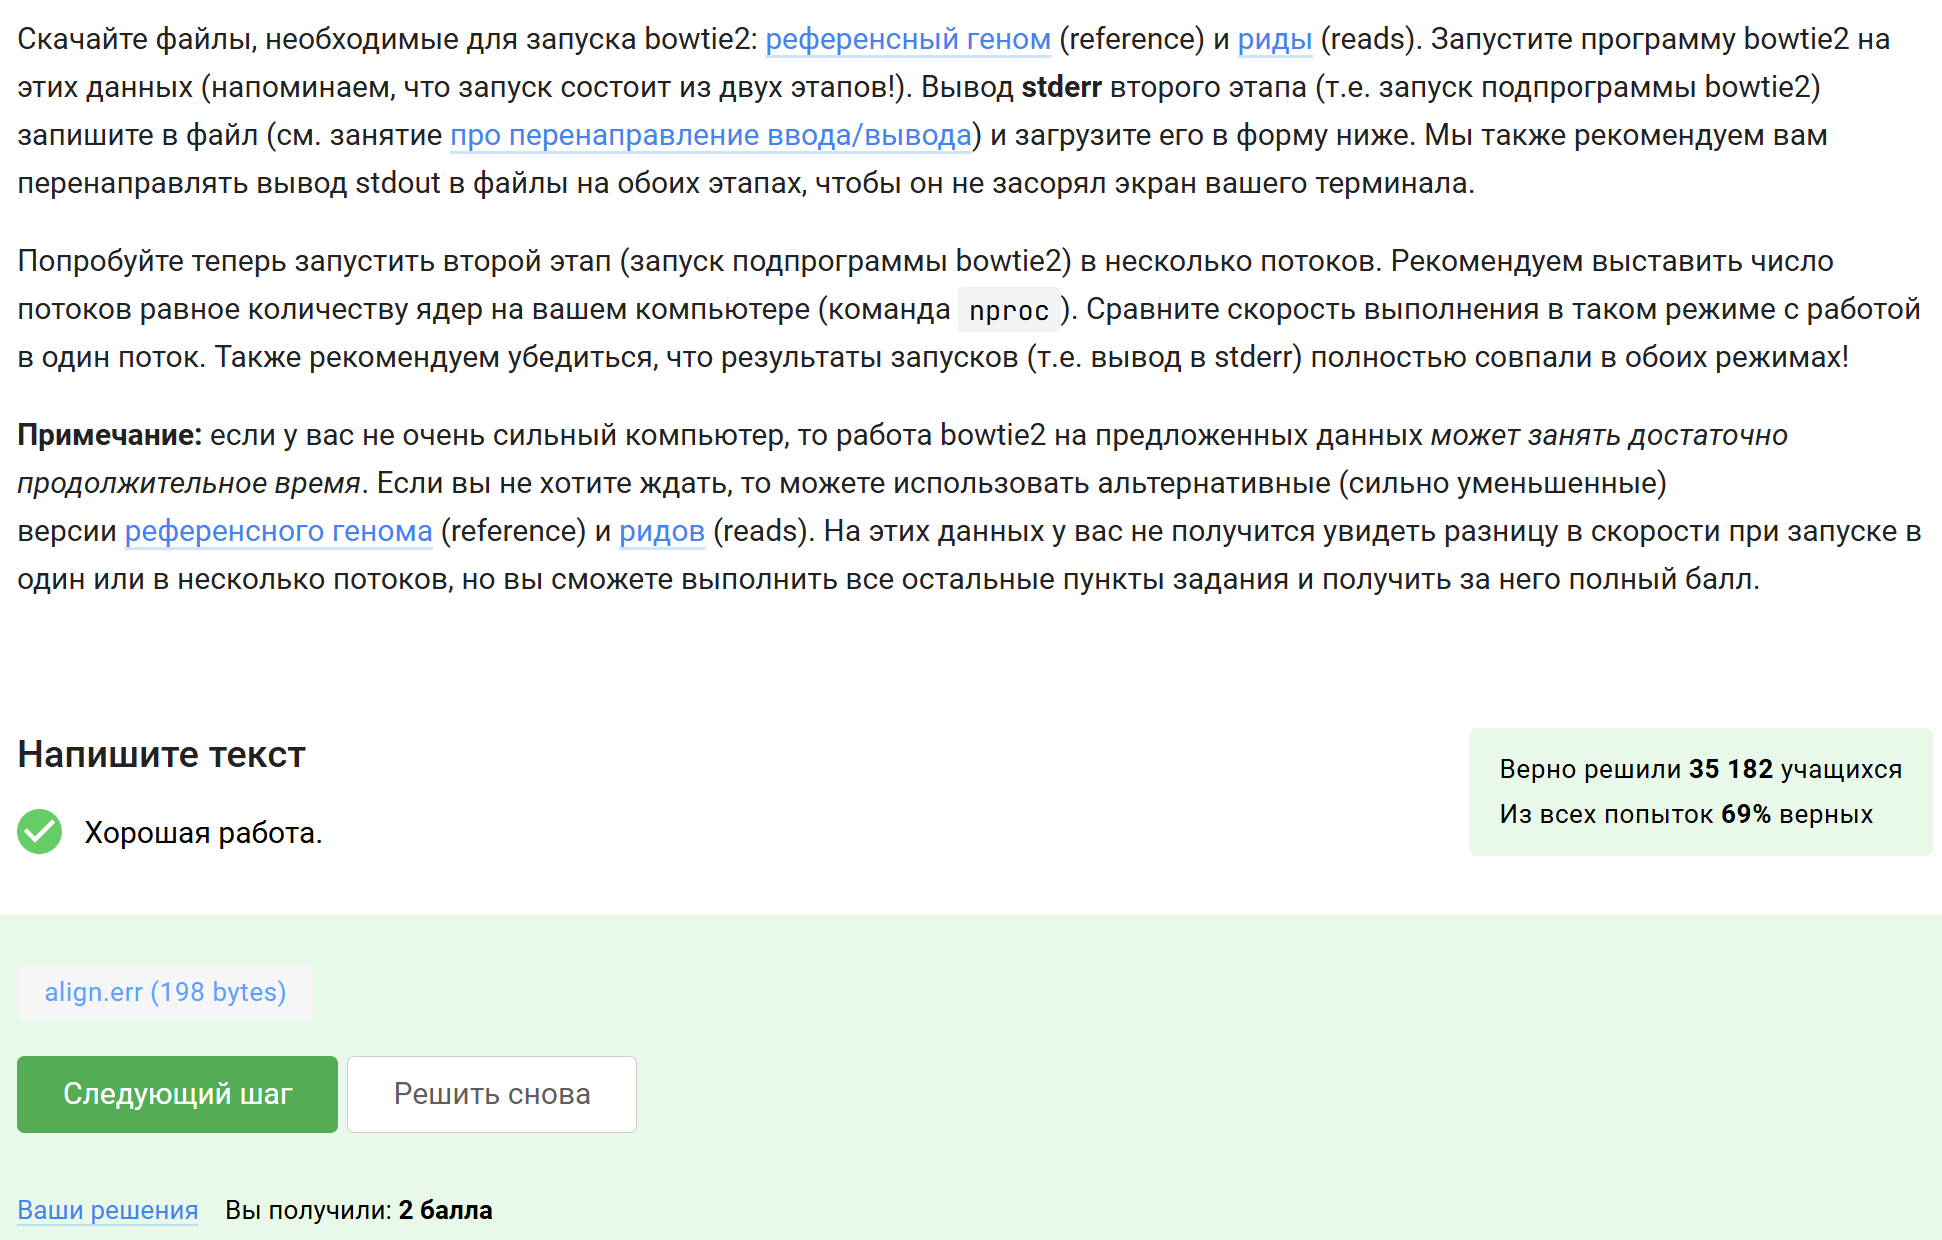 Скачайте файлы, необходимые для запуска bowtie2: референсный геном (reference) и риды (reads). Запустите программу bowtie2 на
этих данных (напоминаем, что запуск состоит из двух этапов!). Вывод stderr второго этапа (т.е. запуск подпрограммы bowtie2)
запишите в файл (см. занятие про перенаправление ввода/вывода) и загрузите его в форму ниже. Мы также рекомендуем вам
перенаправлять вывод stdout в файлы на обоих этапах, чтобы он не засорял экран вашего терминала.
Попробуйте теперь запустить второй этап (запуск подпрограммы bowtie2) в несколько потоков. Рекомендуем выставить число
потоков равное количеству ядер на вашем компьютере (команда nproc). Сравните скорость выполнения в таком режиме с работой
в один поток. Также рекомендуем убедиться, что результаты запусков (т.е. вывод в stderr) полностью совпали в обоих режимах!
Примечание: если у вас не очень сильный компьютер, то работа bowtie2 на предложенных данных может занять достаточно
продолжительное время. Если вы не хотите ждать, то можете использовать альтернативные (сильно уменьшенные)
версии референсного генома (reference) и ридов (reads). На этих данных у вас не получится увидеть разницу в скорости при запуске в
один или в несколько потоков, но вы сможете выполнить все остальные пункты задания и получить за него полный балл.
Напишите текст
Верно решили 35 182 учащихся
Из всех попыток 69% верных
Хорошая работа.
align.err (198 bytes)
Следующий шаг
Решить снова
Ваши решения Вы получили: 2 балла